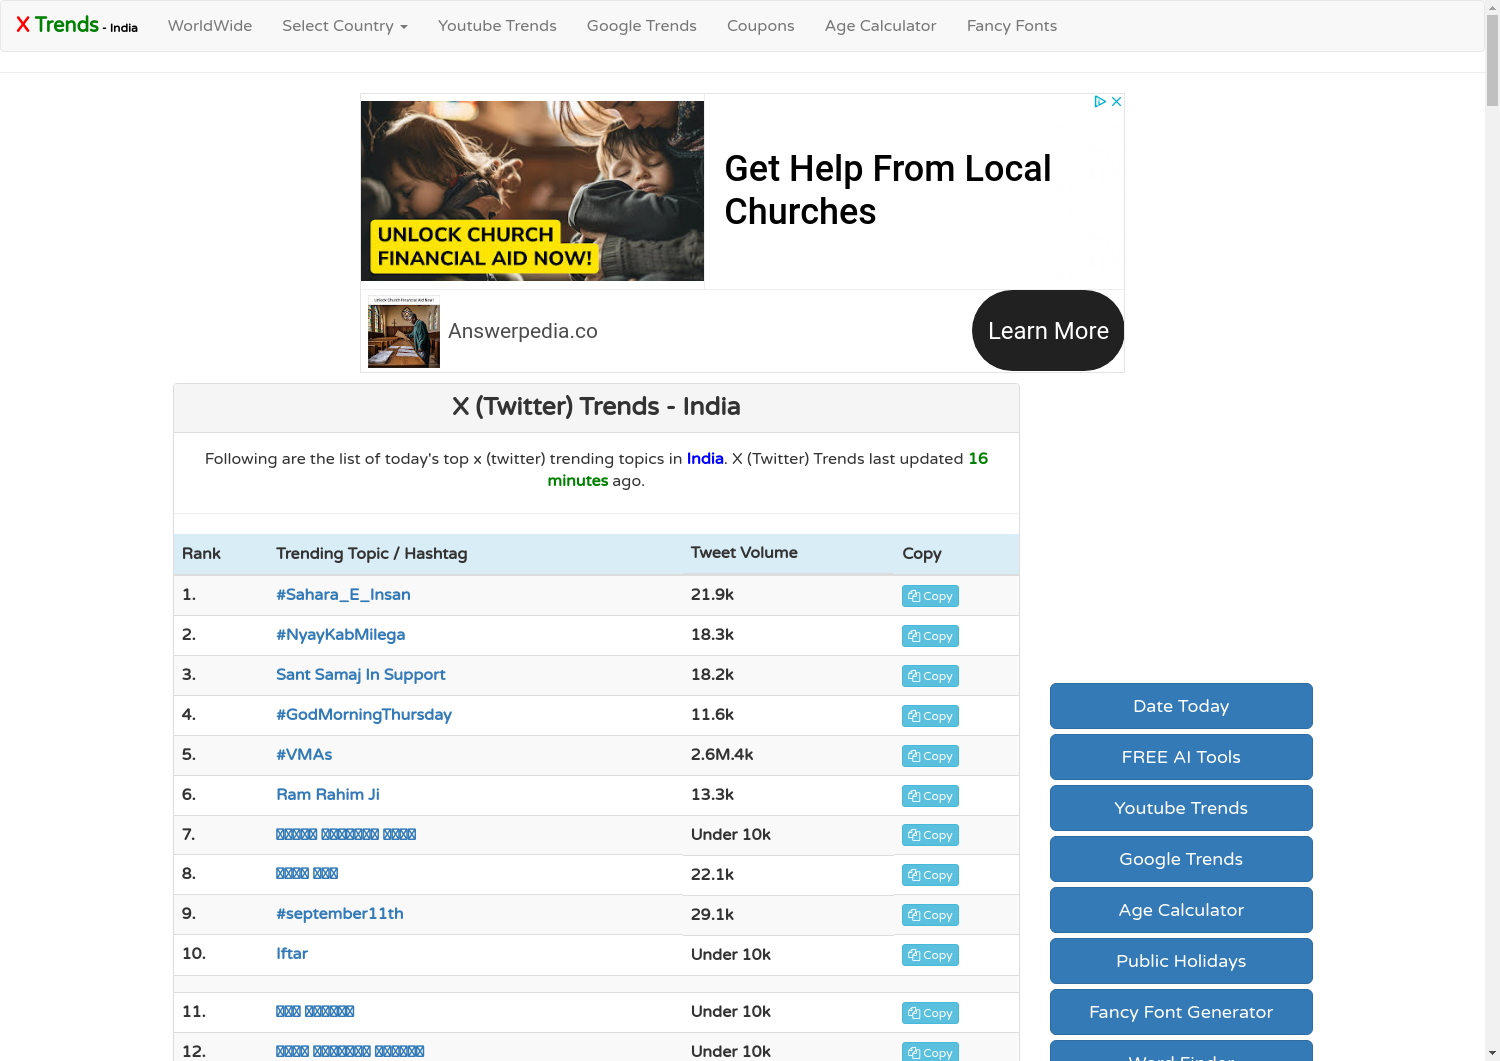 X Trends - India WorldWide Select Country Youtube Trends Google Trends Coupons Age Calculator Fancy Fonts
UNLOCK CHURCH
FINANCIAL AID NOW!
Get Help From Local
Churches
Unlock Church Financial Aid Now!
Answerpedia.co
Learn More
X (Twitter) Trends - India
Following are the list of today's top x (twitter) trending topics in India. X (Twitter) Trends last updated 16
minutes ago.
Rank Trending Topic / Hashtag Tweet Volume Copy
1. #Sahara_E_Insan 21.9k Copy
2. #NyayKabMilega 18.3k Copy
3. Sant Samaj In Support 18.2k Copy
4. #GodMorningThursday 11.6k Copy
5. #VMAs 2.6M.4k Copy
6. Ram Rahim Ji 13.3k Copy
7. Under 10k Copy
8. 22.1k Copy
9. #september11th 29.1k Copy
10. Iftar Under 10k Copy
11. Under 10k Copy
12. Under 10k Copy
Date Today
FREE AI Tools
Youtube Trends
Google Trends
Age Calculator
Public Holidays
Fancy Font Generator
Word Finder